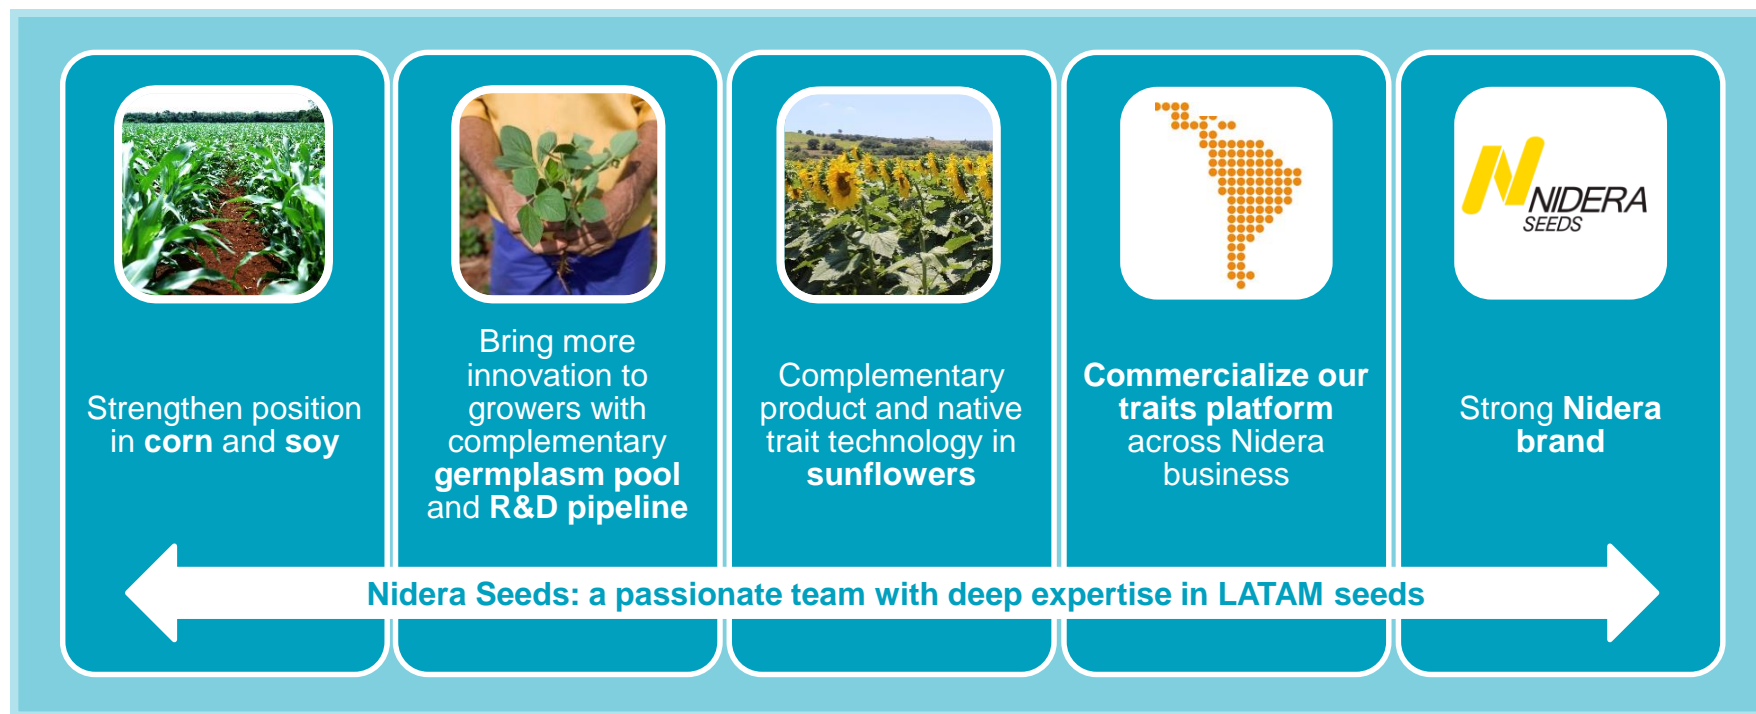 Strengthen position
in corn and soy
Bring more
innovation to
growers with
complementary
germplasm pool
and R&D pipeline
Complementary
product and native
trait technology in
sunflowers
Commercialize our
traits platform
across Nidera
business
NIDERA
SEEDS
Strong Nidera
brand
Nidera Seeds: a passionate team with deep expertise in LATAM seeds